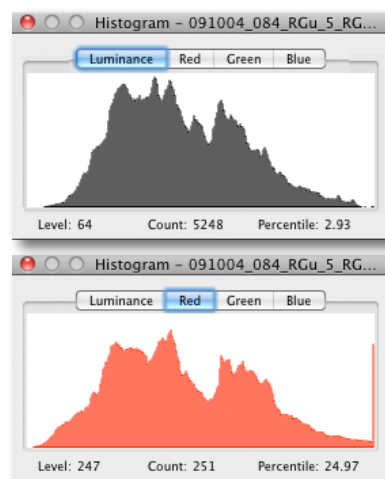 Histogram – 091004_084_RGu_5_RG...
Luminance Red Green Blue
Level: 64 Count: 5248 Percentile: 2.93
Histogram – 091004_084_RGu_5_RG...
Luminance Red Green Blue
Level: 247 Count: 251 Percentile: 24.97